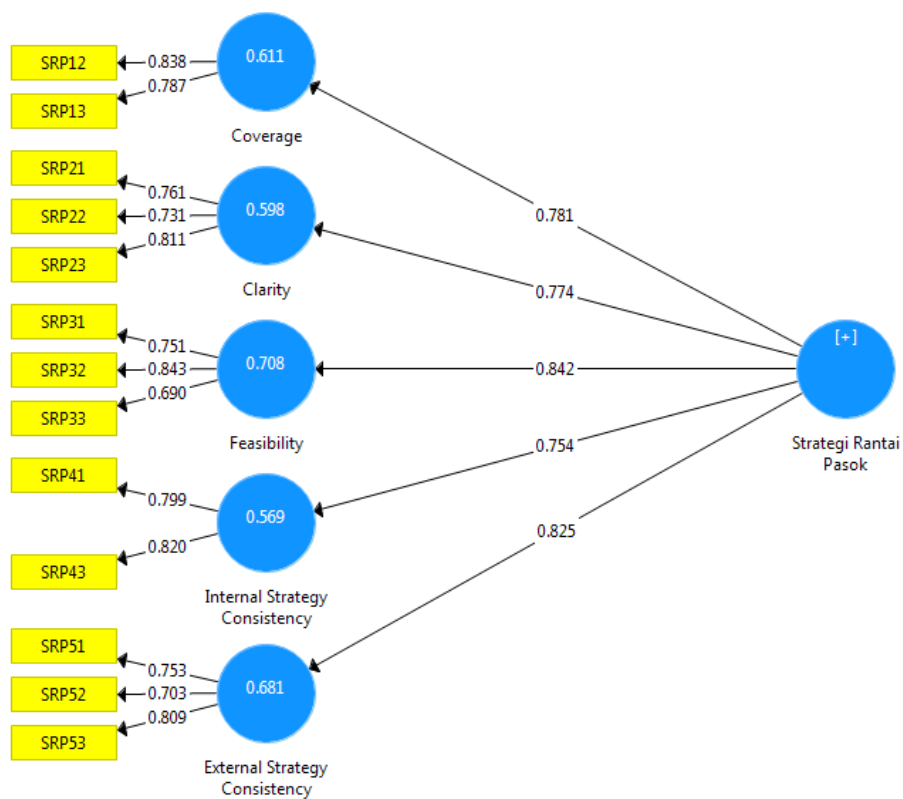 SRP12
0.838
0.787
SRP13
0.611
Coverage
SRP21
0.761
SRP22
0.731
0.811
SRP23
0.598
Clarity
SRP31
0.751
SRP32
0.843
0.690
SRP33
0.708
Feasibility
SRP41
0.799
0.820
SRP43
0.569
Internal Strategy
Consistency
SRP51
0.753
SRP52
0.703
0.809
SRP53
0.681
External Strategy
Consistency
0.781
0.774
0.842
0.754
0.825
[+]
Strategi Rantai
Pasok